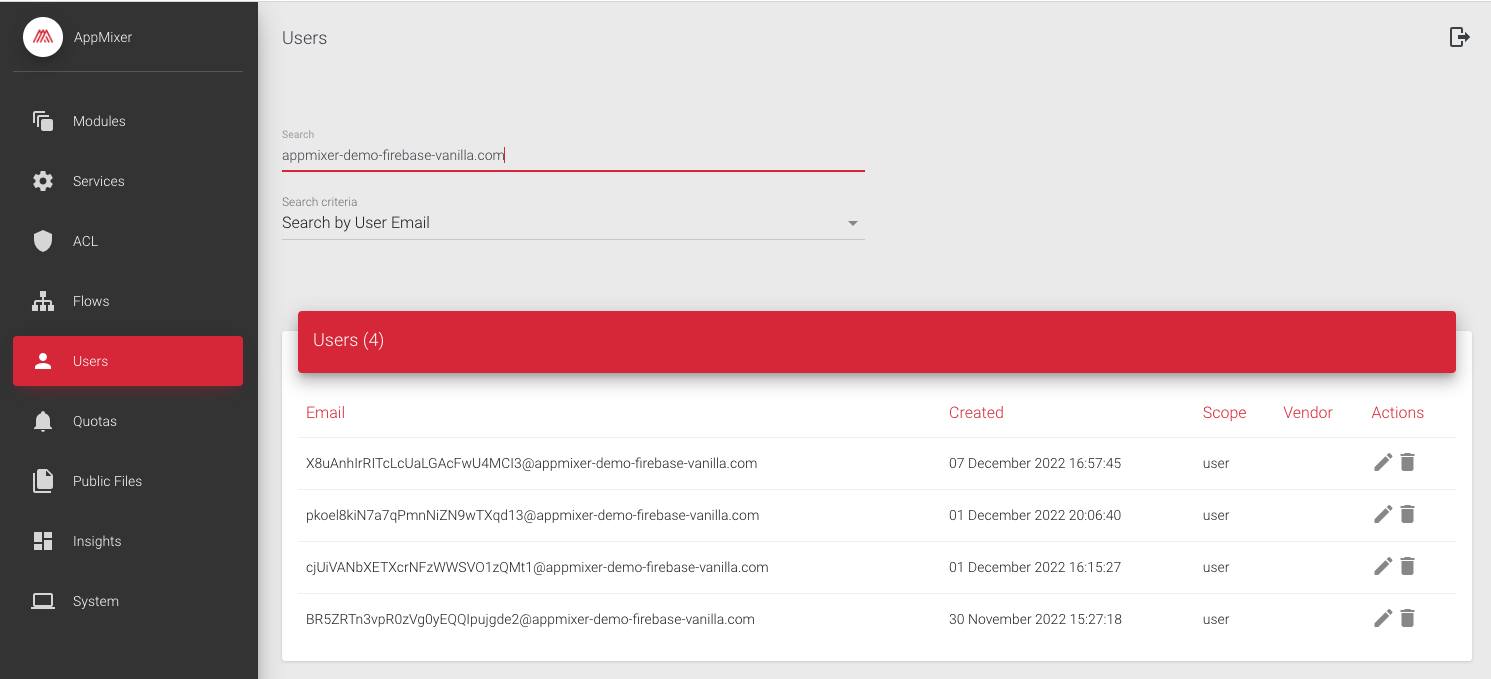 AppMixer
Users
Modules
Services
ACL
Flows
Users
Quotas
Public Files
Insights
System
Search
appmixer-demo-firebase-vanilla.com
Search criteria
Search by User Email
Users (4)
Email Created Scope Vendor Actions
X8uAnhIrRITcLcUaLGAcFwU4MCI3@appmixer-demo-firebase-vanilla.com 07 December 2022 16:57:45 user
pkoel8kiN7a7qPmnNiZN9wTXqd13@appmixer-demo-firebase-vanilla.com 01 December 2022 20:06:40 user
cjUiVANbXETXcrNFzWWSVO1zQMt1@appmixer-demo-firebase-vanilla.com 01 December 2022 16:15:27 user
BR5ZRTn3vpR0zVg0yEQQIpujgde2@appmixer-demo-firebase-vanilla.com 30 November 2022 15:27:18 user